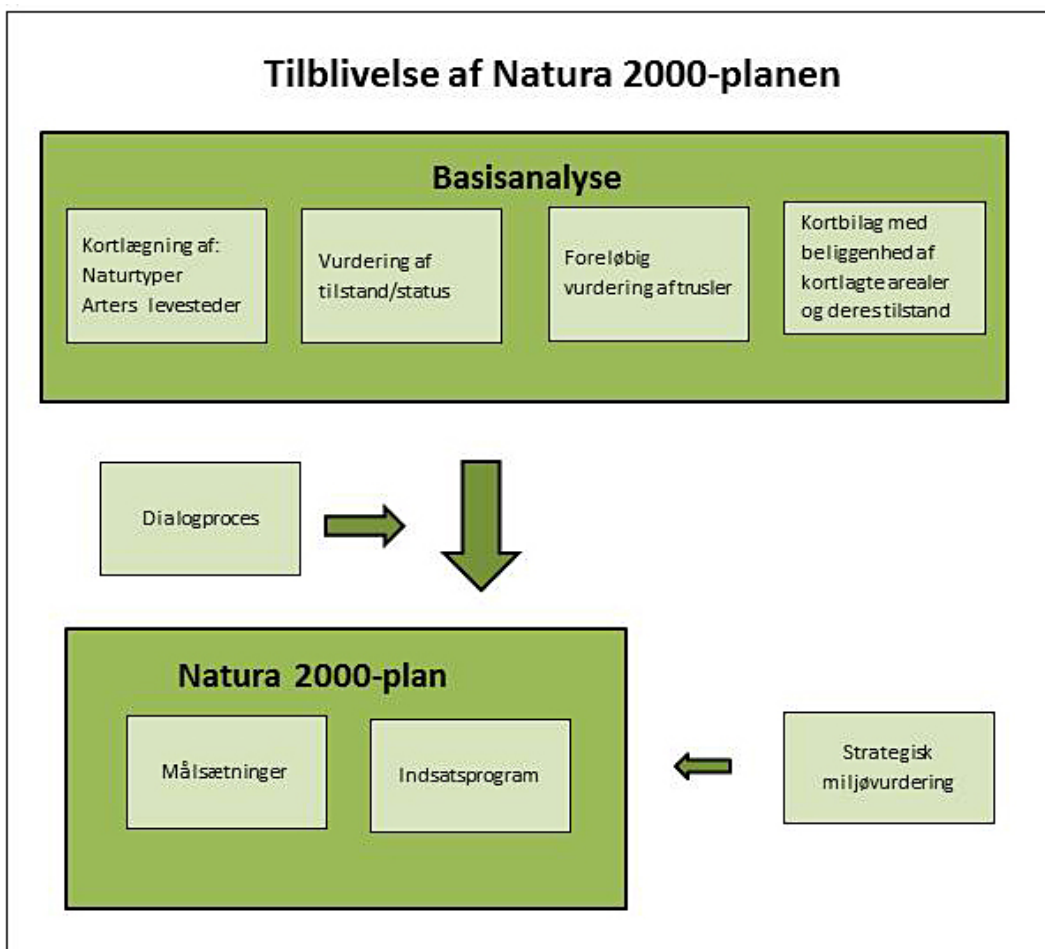 Tilblivelse af Natura 2000-planen
Basisanalyse
Kortlægning af:
Naturtyper
Arters levesteder
Vurdering af
tilstand/status
Foreløbig
vurdering af trusler
Kortbilag med
beliggenhed af
kortlagte arealer
og deres tilstand
Dialogproces
Natura 2000-plan
Målsætninger
Indsatsprogram
Strategisk
miljøvurdering